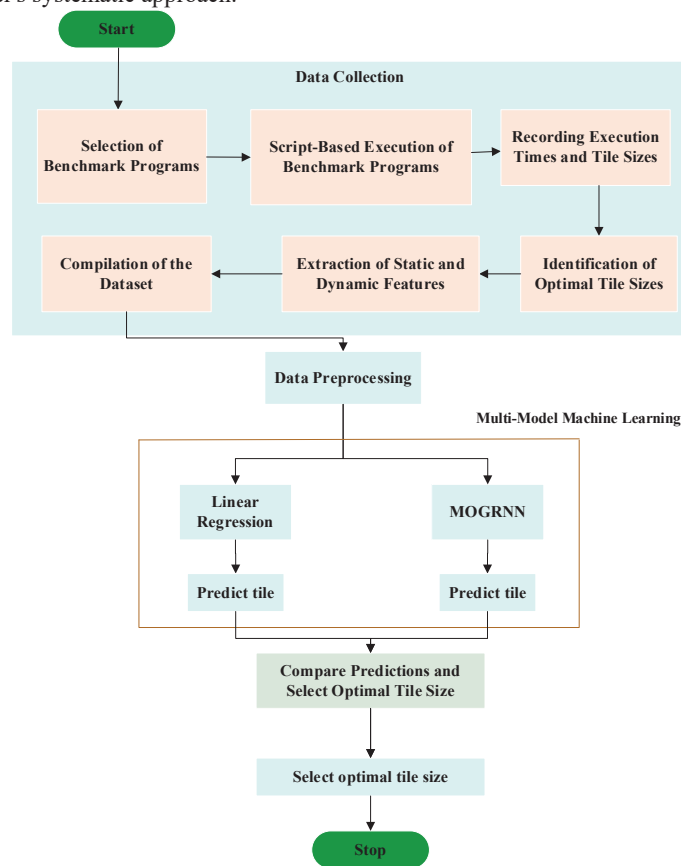 systematic approach.
Start
Data Collection
Selection of
Benchmark Programs
Script-Based Execution of
Benchmark Programs
Recording Execution
Times and Tile Sizes
Identification of
Optimal Tile Sizes
Extraction of Static and
Dynamic Features
Compilation of the
Dataset
Data Preprocessing
Multi-Model Machine Learning
Linear
Regression
MOGRNN
Predict tile
Predict tile
Compare Predictions and
Select Optimal Tile Size
Select optimal tile size
Stop